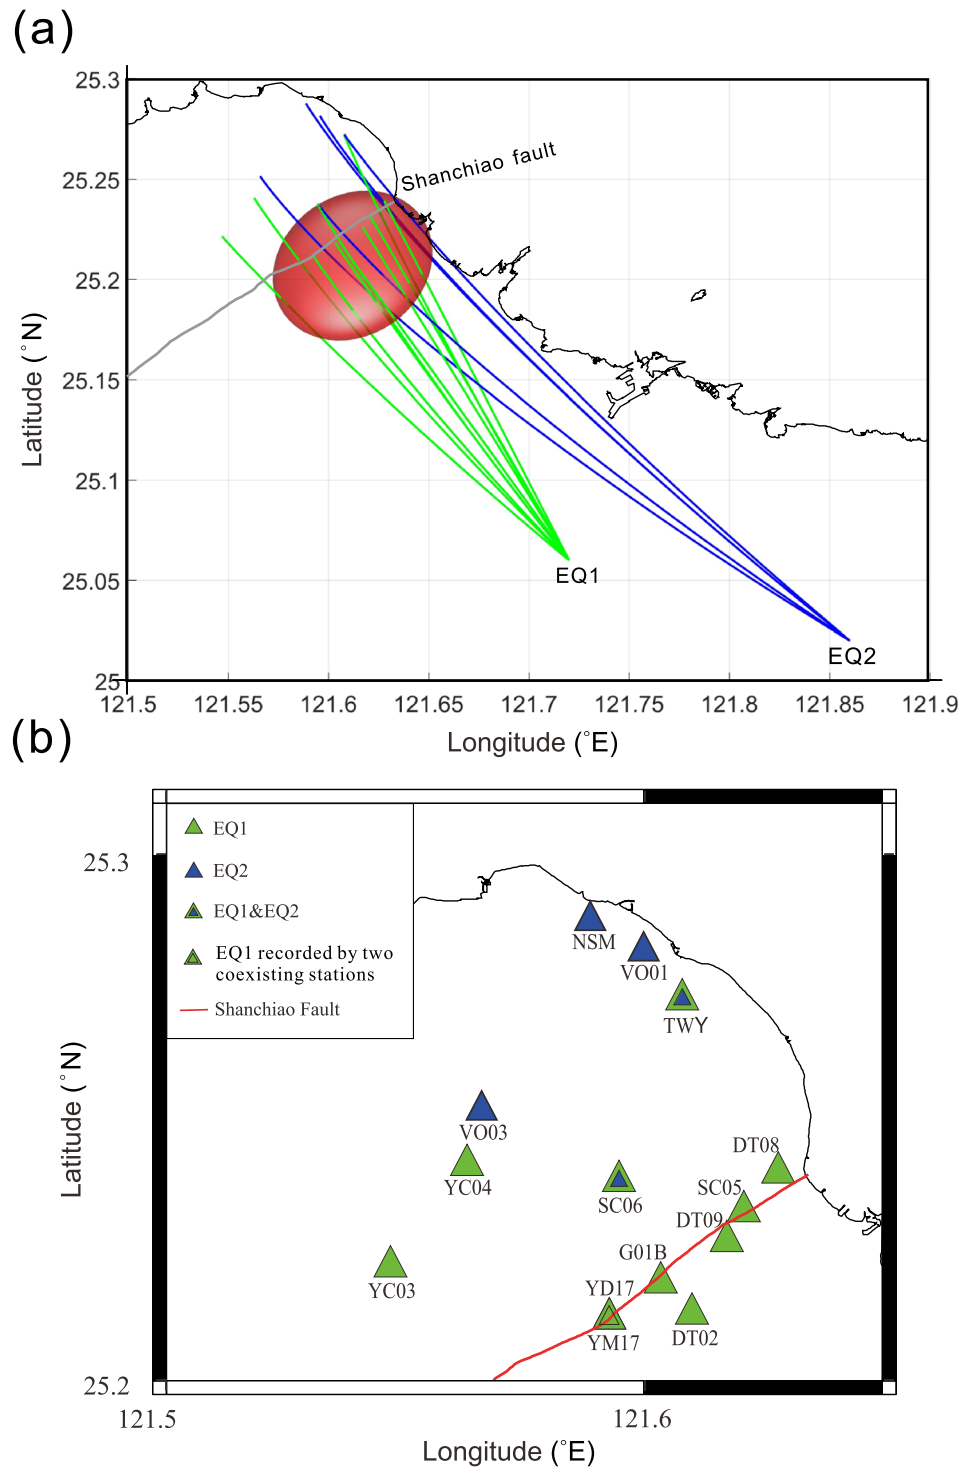 (a)
25.3
25.25
25.2
25.15
25.1
25.05
25
Latitude (°N)
Shanchiao fault
EQ1
EQ2
121.5 121.55 121.6 121.65 121.7 121.75 121.8 121.85 121.9
Longitude (°E)
(b)
EQ1
EQ2
EQ1&EQ2
EQ1 recorded by two
coexisting stations
Shanchiao Fault
25.3
25.2
Latitude (°N)
NSM
VO01
TWY
VO03
YC04
SC06
DT08
SC05
DT09
G01B
YC03
YD17
YM17
DT02
121.5 121.6
Longitude (°E)